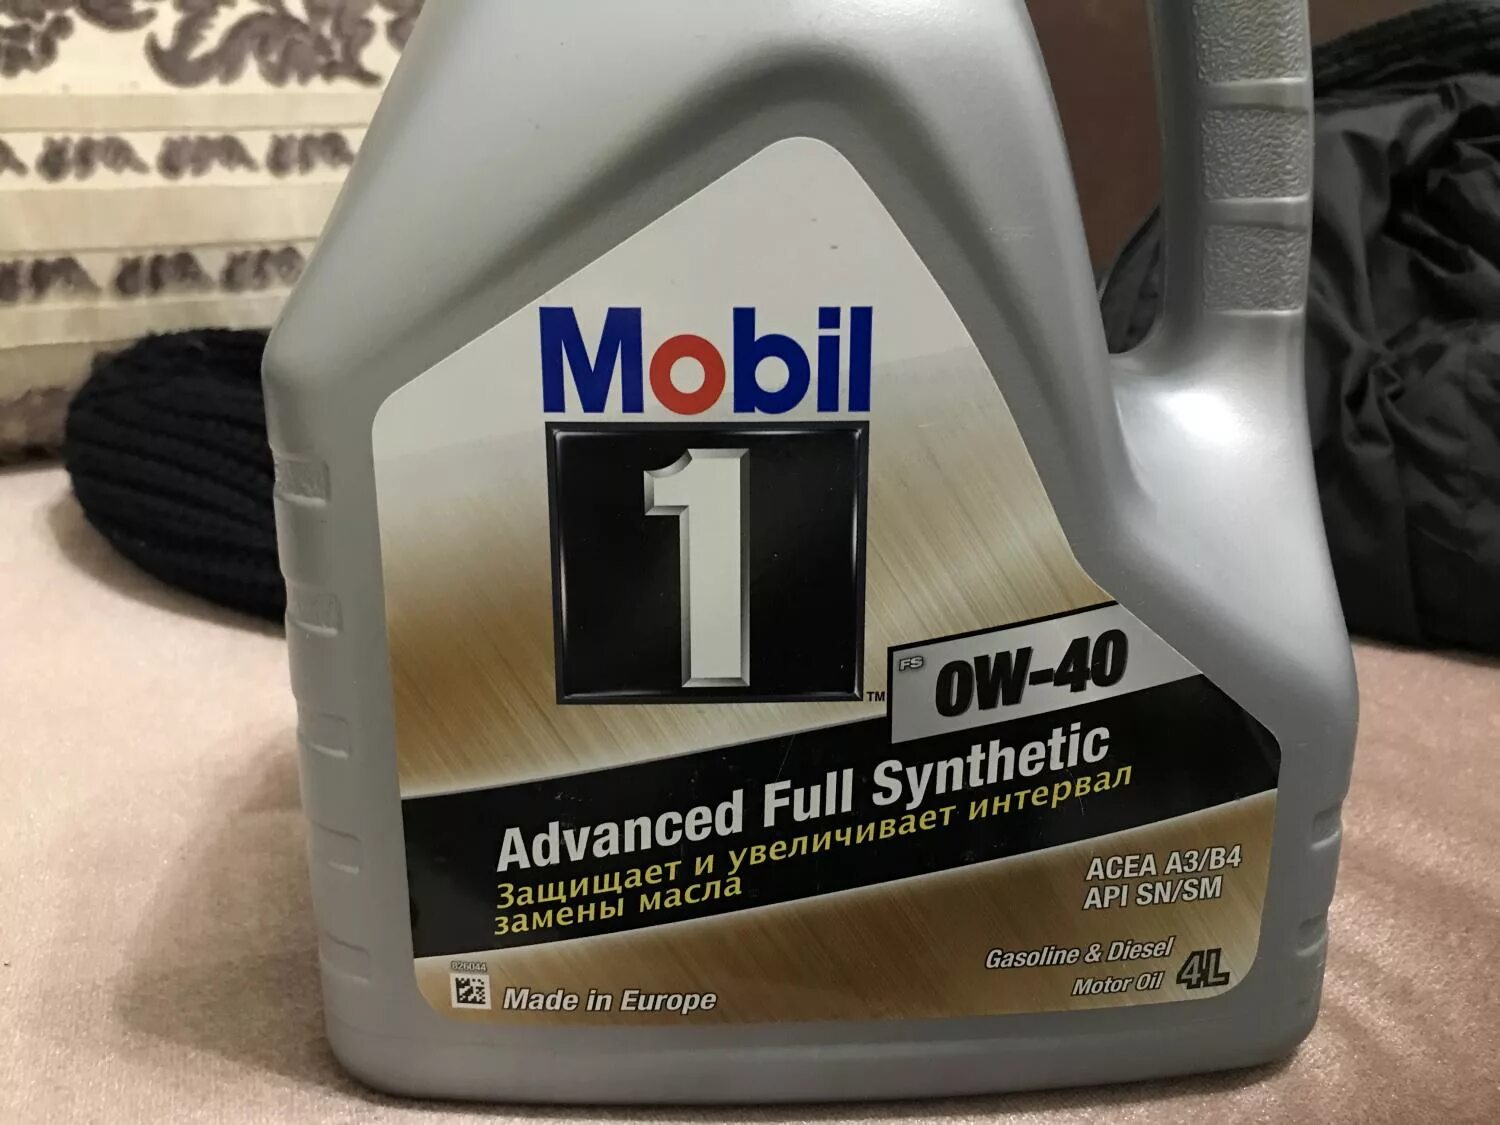 Mobil
1
TM
FS
0W-40
Advanced Full Synthetic
Защищает и увеличивает интервал
замены масла
ACEA A3/B4
API SN/SM
Gasoline & Diesel
Motor Oil 4L
826044
Made in Europe